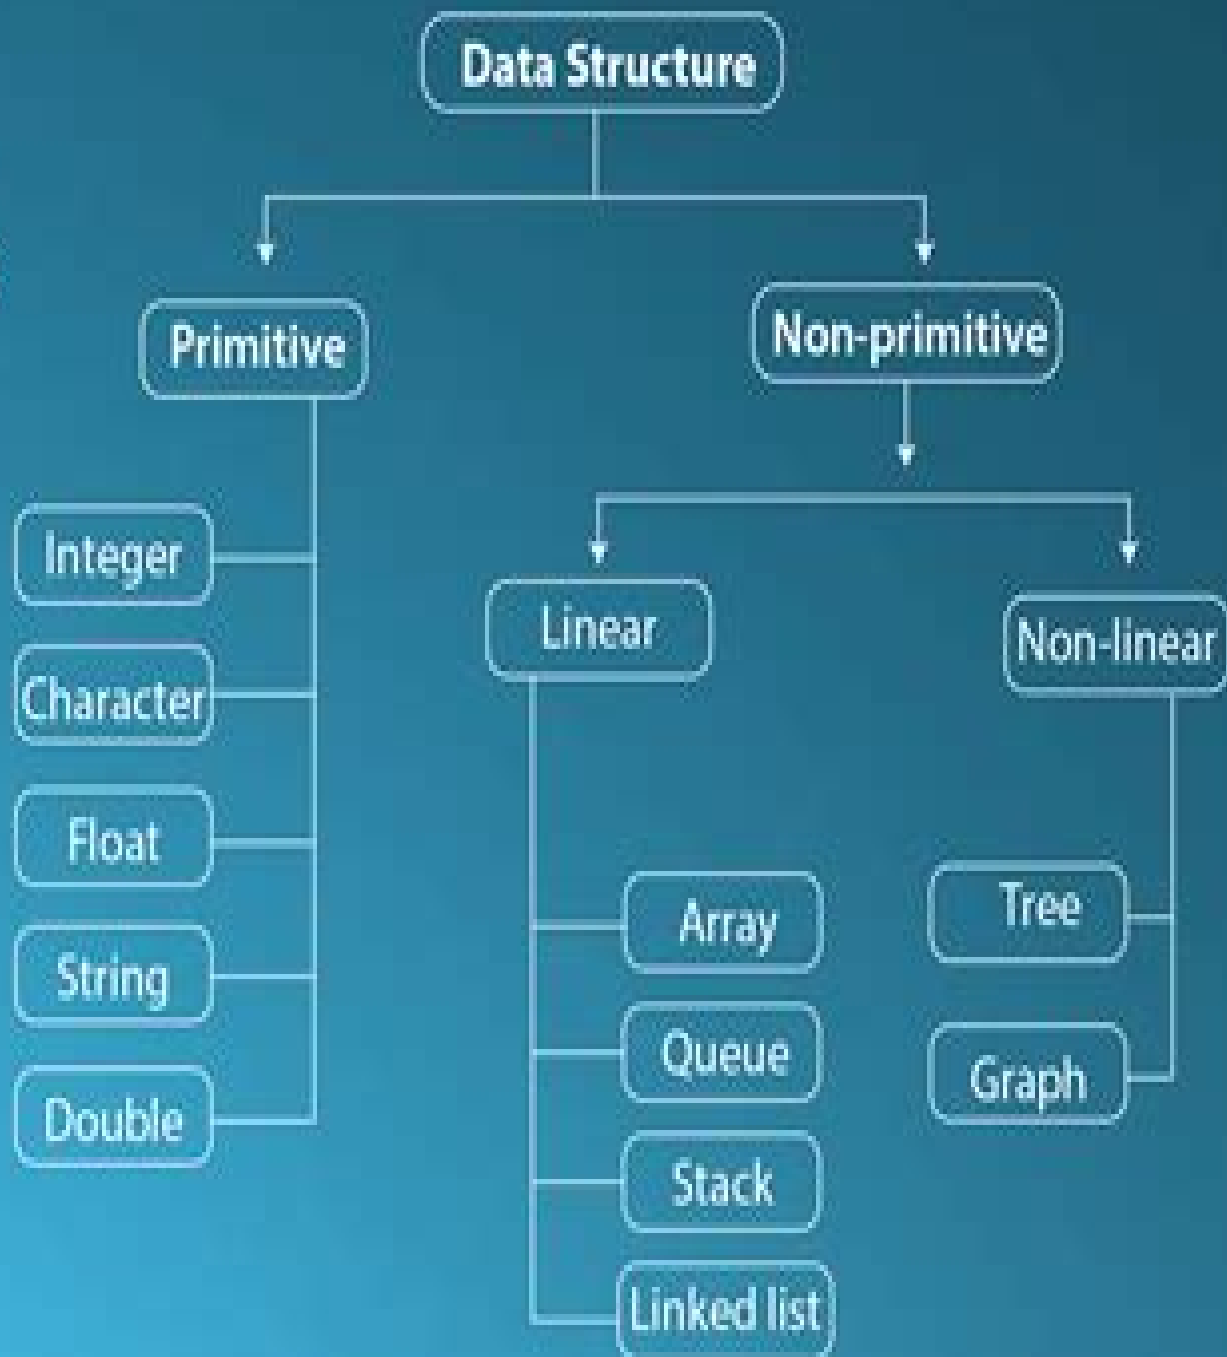 Data Structure
Primitive
Non-primitive
Integer
Character
Float
String
Double
Linear
Non-linear
Array
Queue
Stack
Linked list
Tree
Graph